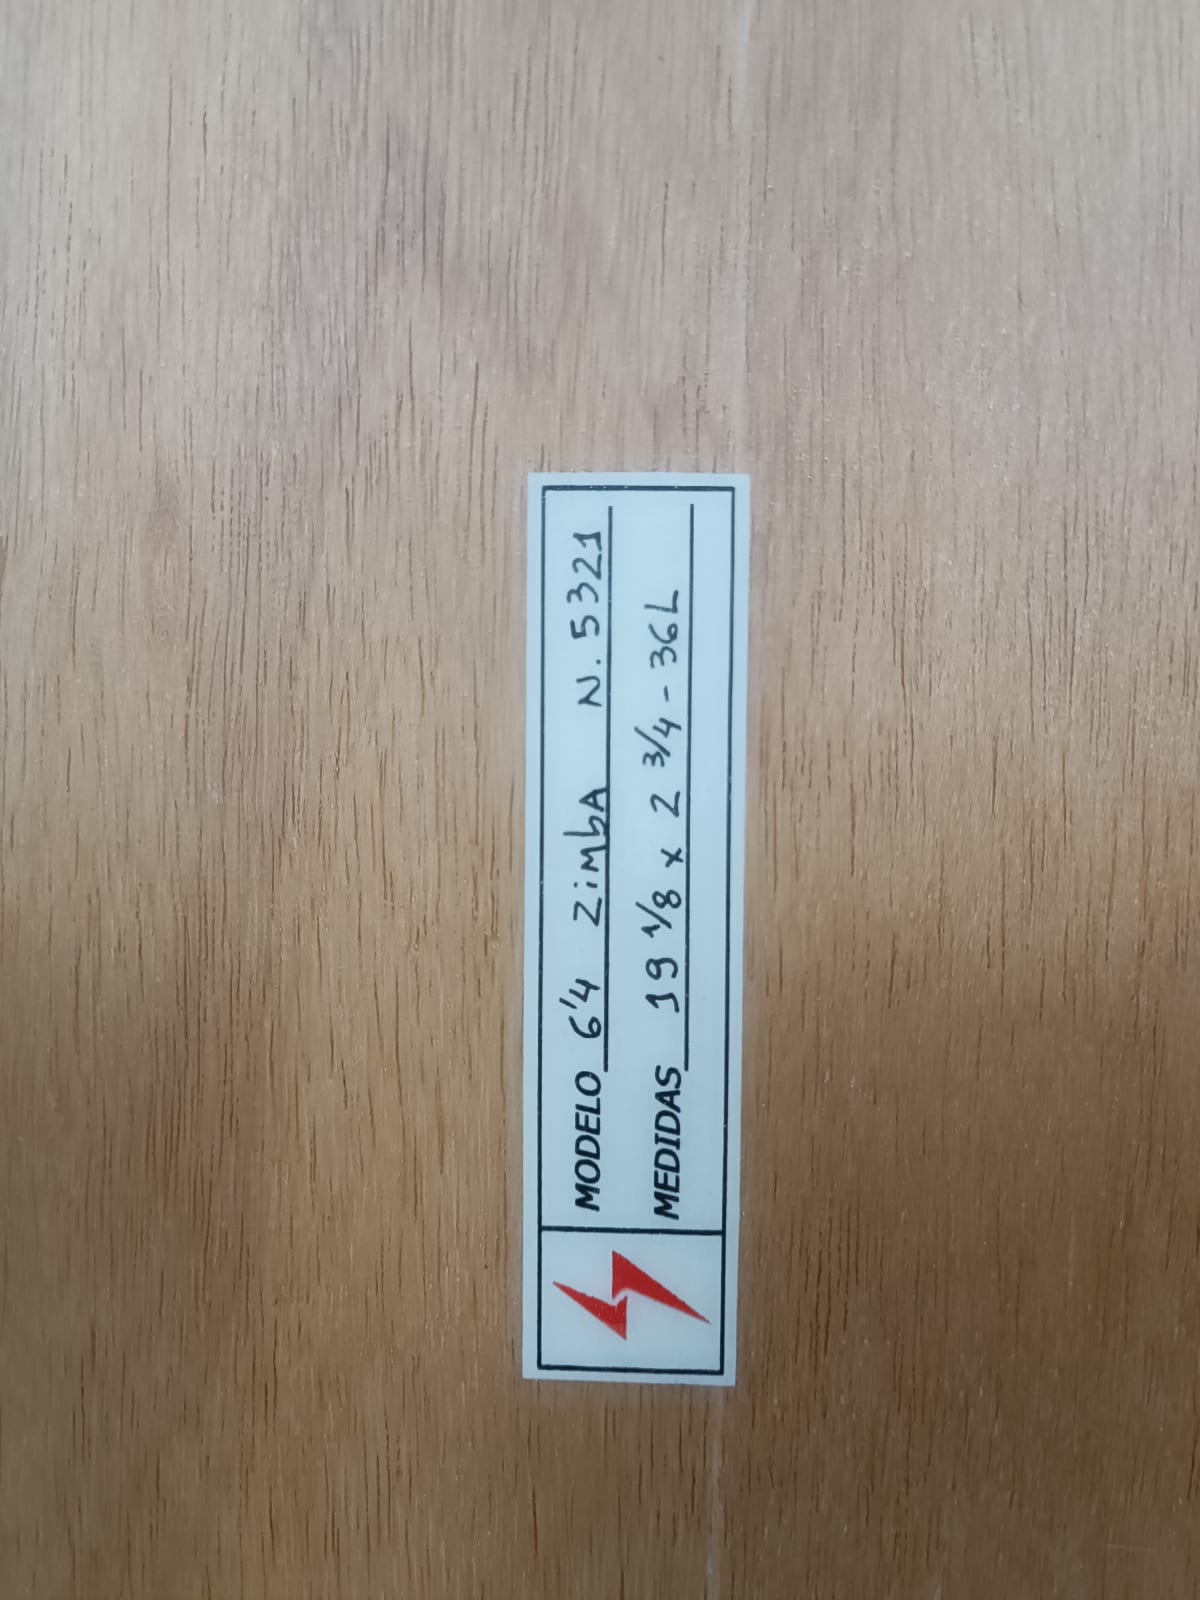 MODELO 6'4 ZimbA N. 5321
MEDIDAS 19 1/8 x 2 3/4 - 36L